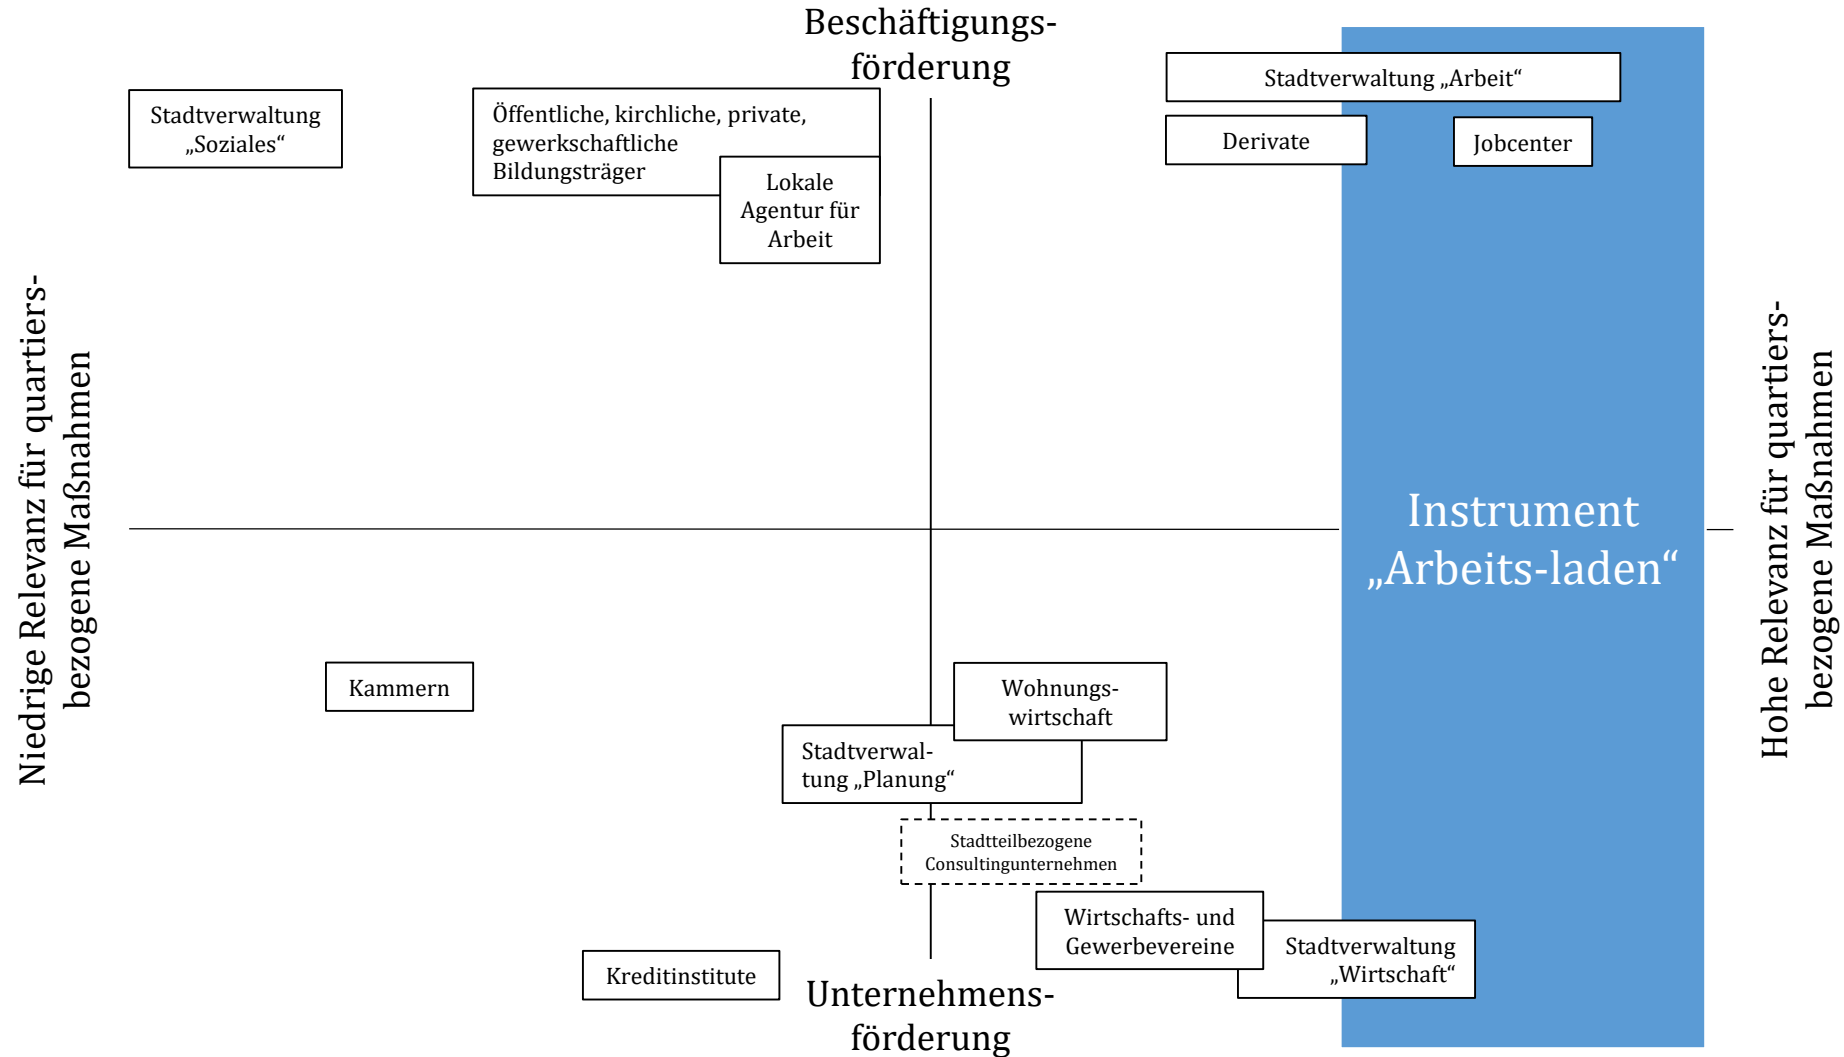 Beschäftigungs-
förderung
Stadtverwaltung „Arbeit“
Stadtverwaltung
„Soziales“
Öffentliche, kirchliche, private,
gewerkschaftliche
Bildungsträger
Lokale
Agentur für
Arbeit
Derivate
Jobcenter
Niedrige Relevanz für quartiers-
bezogene Maßnahmen
Instrument
„Arbeits-laden“
Hohe Relevanz für quartiers-
bezogene Maßnahmen
Kammern
Wohnungs-
wirtschaft
Stadtverwal-
tung „Planung“
Stadtteilbezogene
Consultingunternehmen
Wirtschafts- und
Gewerbevereine
Stadtverwaltung
„Wirtschaft“
Kreditinstitute
Unternehmens-
förderung